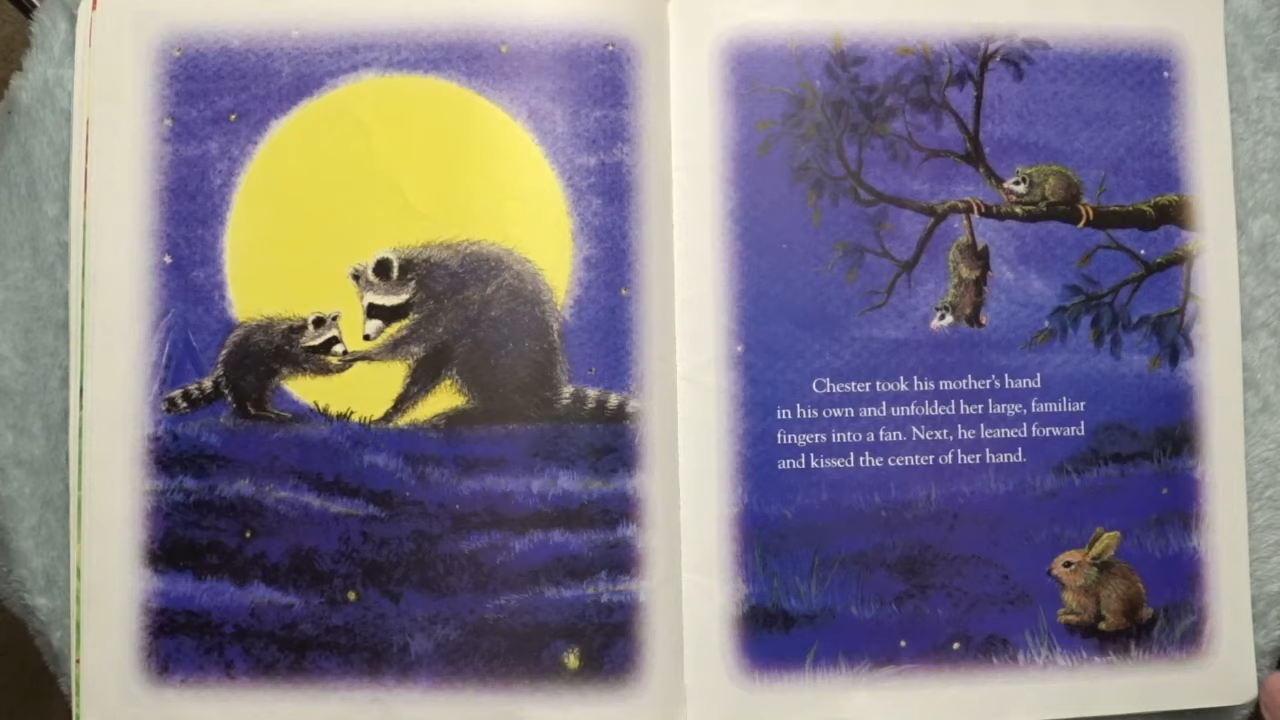 Chester took his mother's hand
in his own and unfolded her large, familiar
fingers into a fan. Next, he leaned forward
and kissed the center of her hand.